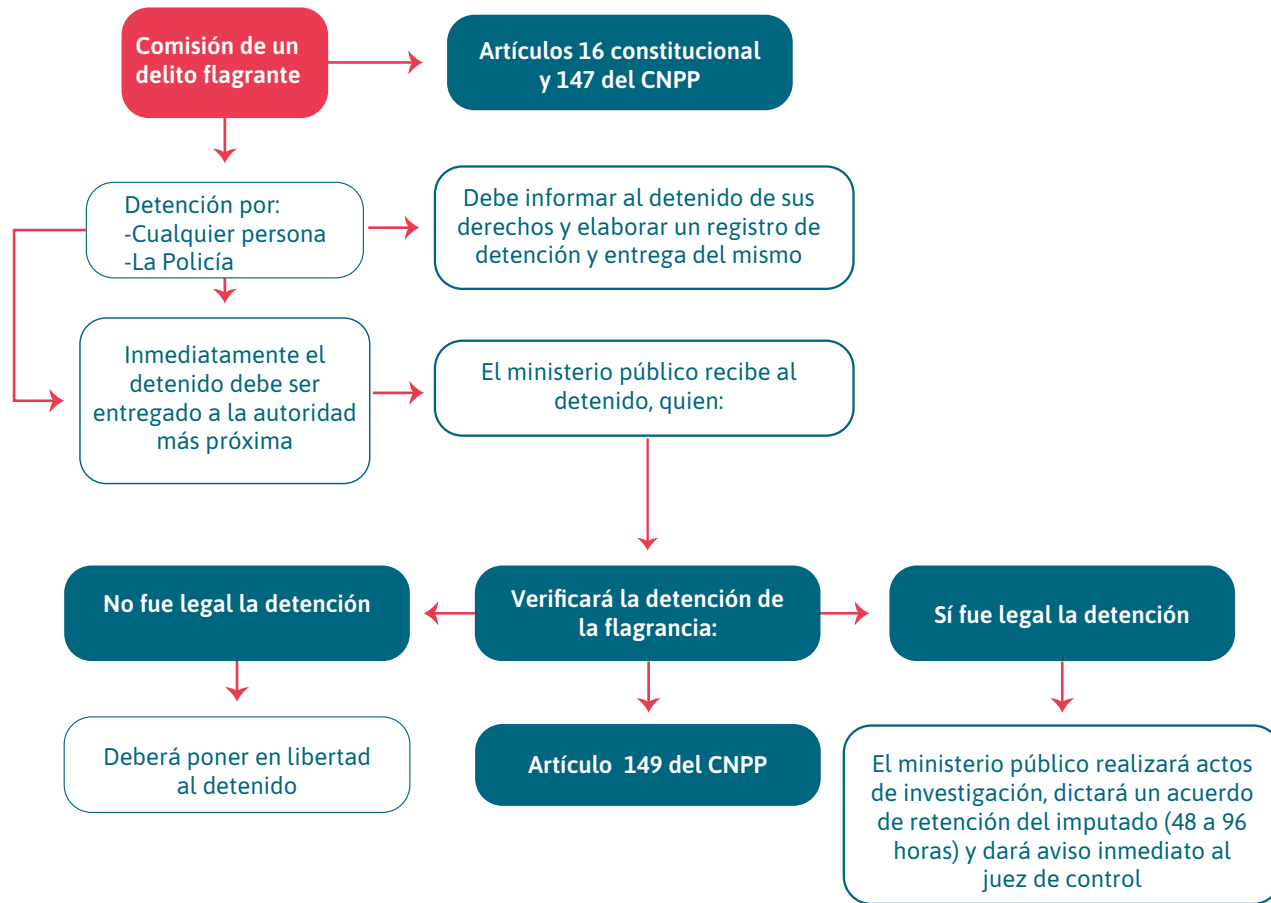 Comisión de un
delito flagrante
Artículos 16 constitucional
y 147 del CNPP
Detención por:
-Cualquier persona
-La Policía
Debe informar al detenido de sus
derechos y elaborar un registro de
detención y entrega del mismo
Inmediatamente el
detenido debe ser
entregado a la autoridad
más próxima
El ministerio público recibe al
detenido, quien:
No fue legal la detención
Verificará la detención de
la flagrancia:
Sí fue legal la detención
Deberá poner en libertad
al detenido
Artículo 149 del CNPP
El ministerio público realizará actos
de investigación, dictará un acuerdo
de retención del imputado (48 a 96
horas) y dará aviso inmediato al
juez de control